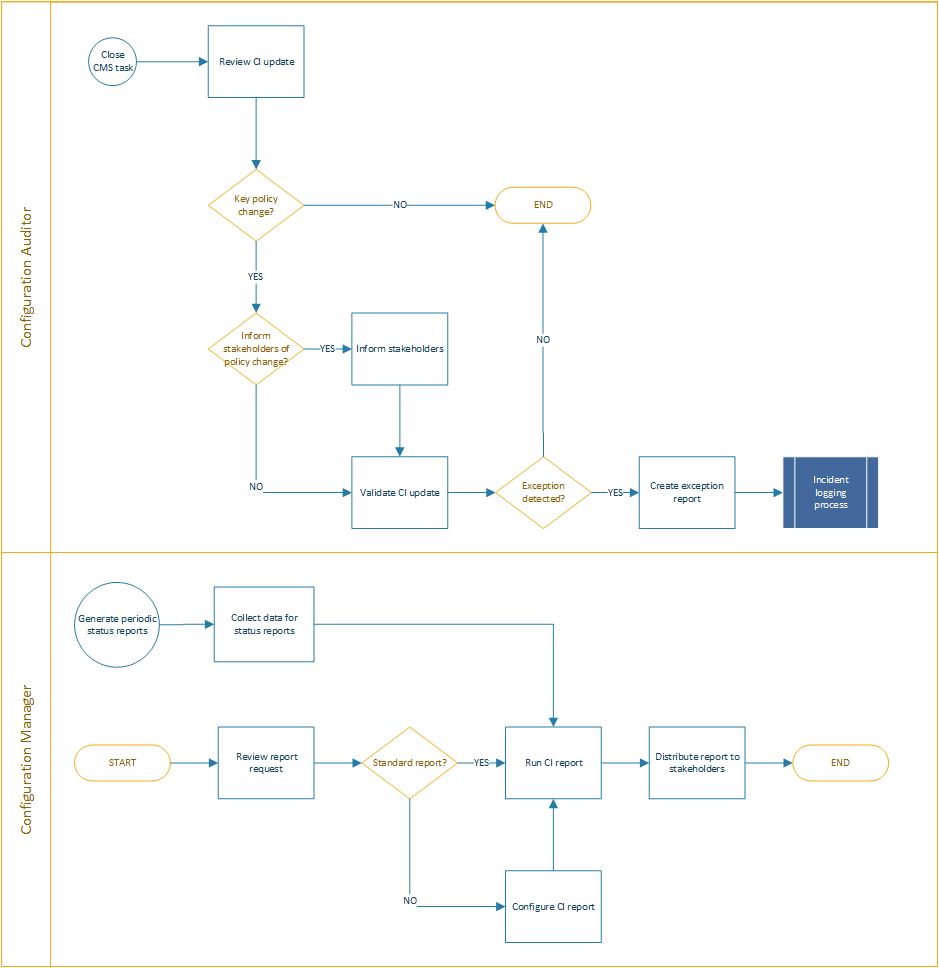 Configuration Auditor
Close
CMS task
Review CI update
Key policy
change?
NO
END
YES
Inform
stakeholders of
policy change?
YES
Inform stakeholders
NO
NO
Validate CI update
Exception
detected?
YES
Create exception
report
Incident
logging
process
Configuration Manager
Generate periodic
status reports
Collect data for
status reports
START
Review report
request
Standard report?
YES
Run CI report
Distribute report to
stakeholders
END
NO
Configure CI report